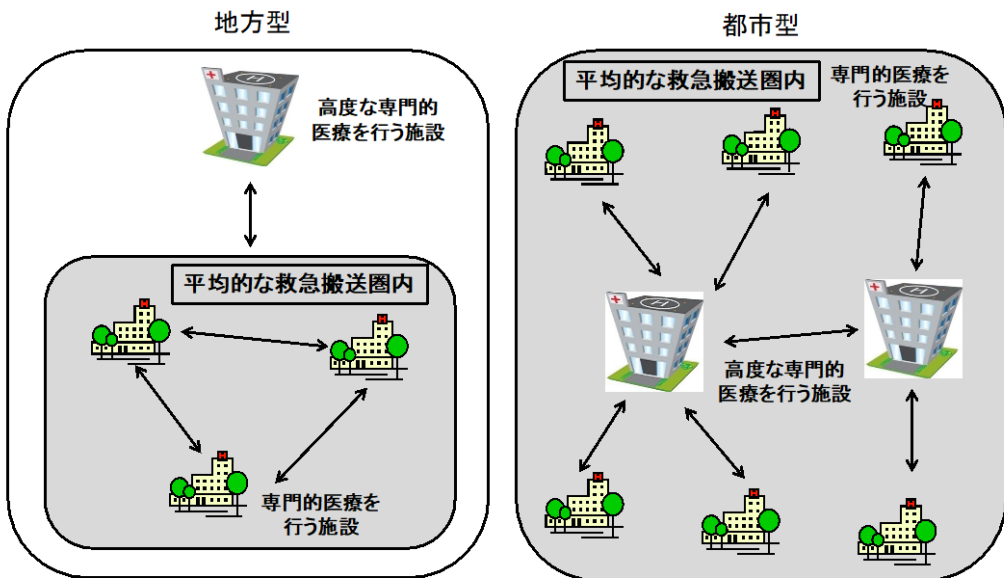 地方型
高度な専門的
医療を行う施設
平均的な救急搬送圏内
専門的医療を
行う施設
都市型
平均的な救急搬送圏内
専門的医療を
行う施設
高度な専門的
医療を行う施設